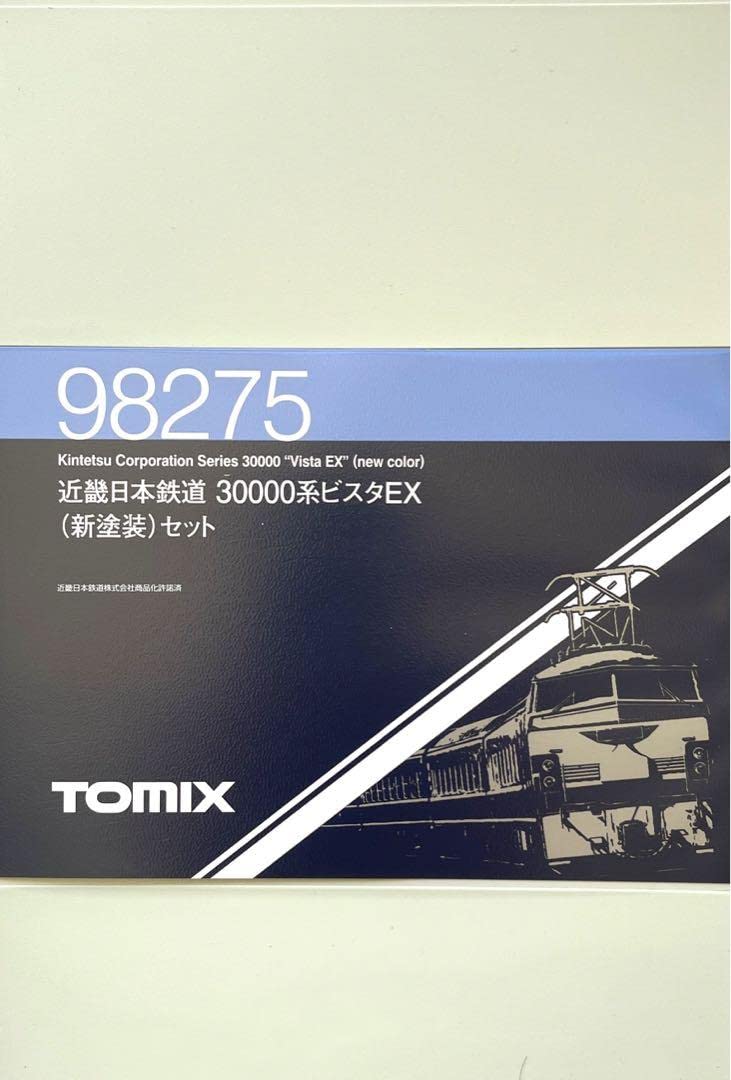 98275
Kintetsu Corporation Series 30000 “Vista EX” (new color)
近畿日本鉄道 30000系ビスタEX
(新塗装)セット
近畿日本鉄道株式会社商品化許諾済
TOMIX